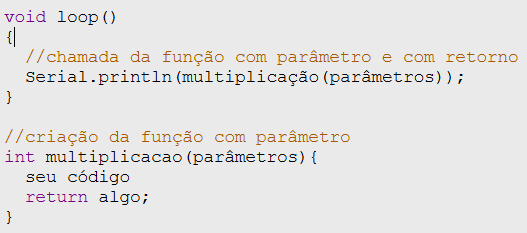 void loop()
{
//chamada da função com parâmetro e com retorno
Serial.println(multiplicação(parâmetros));
}
//criação da função com parâmetro
int multiplicacao(parâmetros){
seu código
return algo;
}